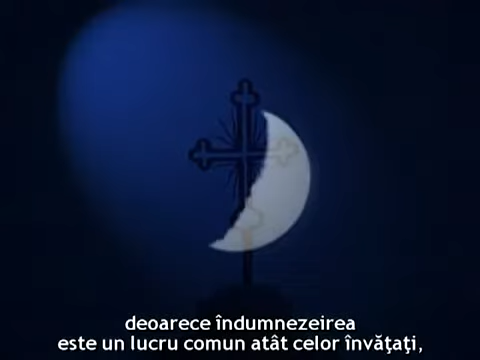 deoarece îndumnezeirea
este un lucru comun atât celor învăţaţi,